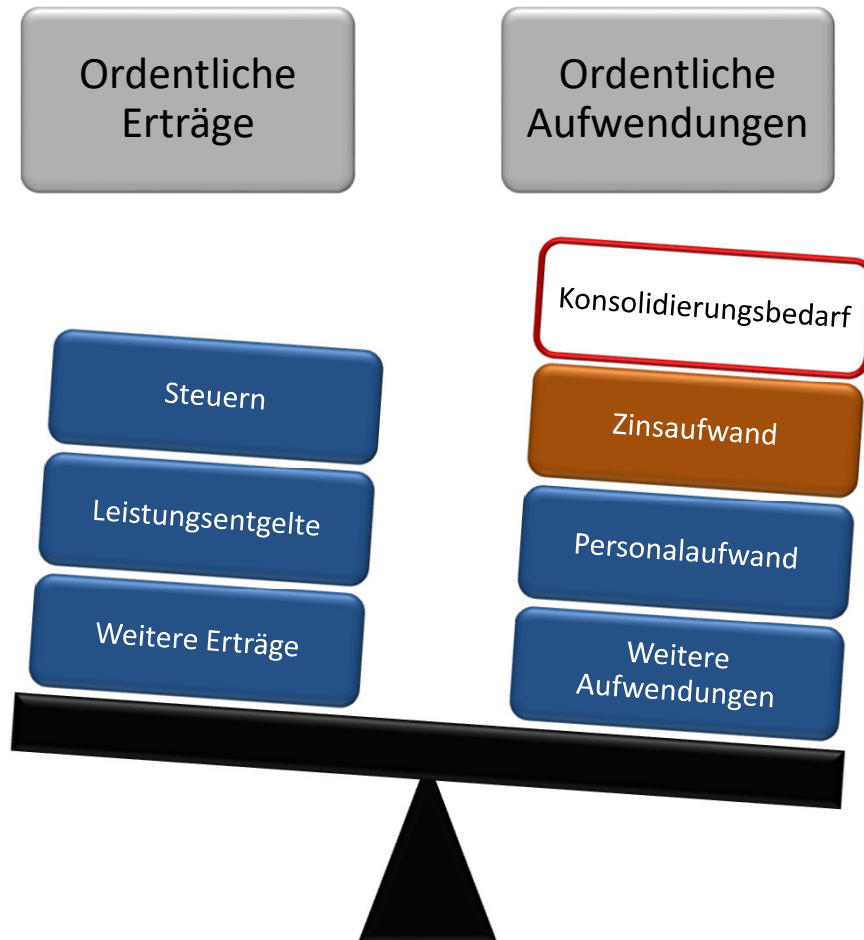 Ordentliche
Erträge
Ordentliche
Aufwendungen
Steuern
Leistungsentgelte
Weitere Erträge
Konsolidierungsbedarf
Zinsaufwand
Personalaufwand
Weitere
Aufwendungen